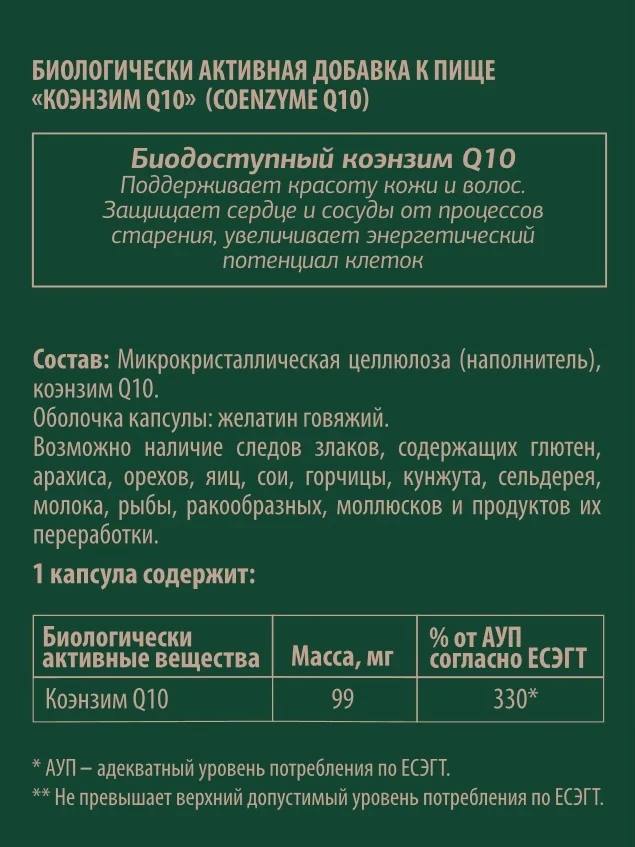 БИОЛОГИЧЕСКИ АКТИВНАЯ ДОБАВКА К ПИЩЕ
«КОЭНЗИМ Q10» (COENZYME Q10)
Биодоступный коэнзим Q10
Поддерживает красоту кожи и волос.
Защищает сердце и сосуды от процессов
старения, увеличивает энергетический
потенциал клеток
Состав: Микрокристаллическая целлюлоза (наполнитель),
коэнзим Q10.
Оболочка капсулы: желатин говяжий.
Возможно наличие следов злаков, содержащих глютен,
арахиса, орехов, яиц, сои, горчицы, кунжута, сельдерея,
молока, рыбы, ракообразных, моллюсков и продуктов их
переработки.
1 капсула содержит:
Биологически
активные вещества
Масса, мг
% от АУП
согласно ЕСЭГТ
Коэнзим Q10
99
330*
* АУП – адекватный уровень потребления по ЕСЭГТ.
** Не превышает верхний допустимый уровень потребления по ЕСЭГТ.